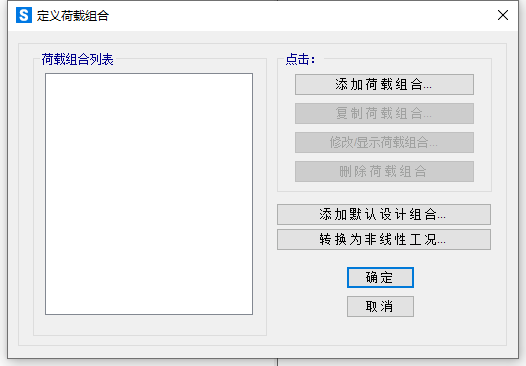 S 定义荷载组合
荷载组合列表
点击：
添加荷载组合...
复制荷载组合...
修改/显示荷载组合...
删除荷载组合
添加默认设计组合...
转换为非线性工况...
确定
取消